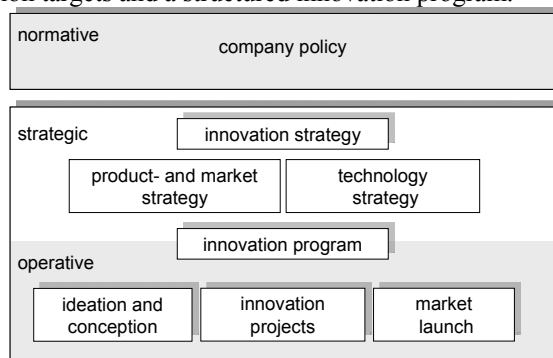 ion targets and a structured innovation program.
normative
company policy
strategic
innovation strategy
product- and market
strategy
technology
strategy
innovation program
operative
ideation and
conception
innovation
projects
market
launch